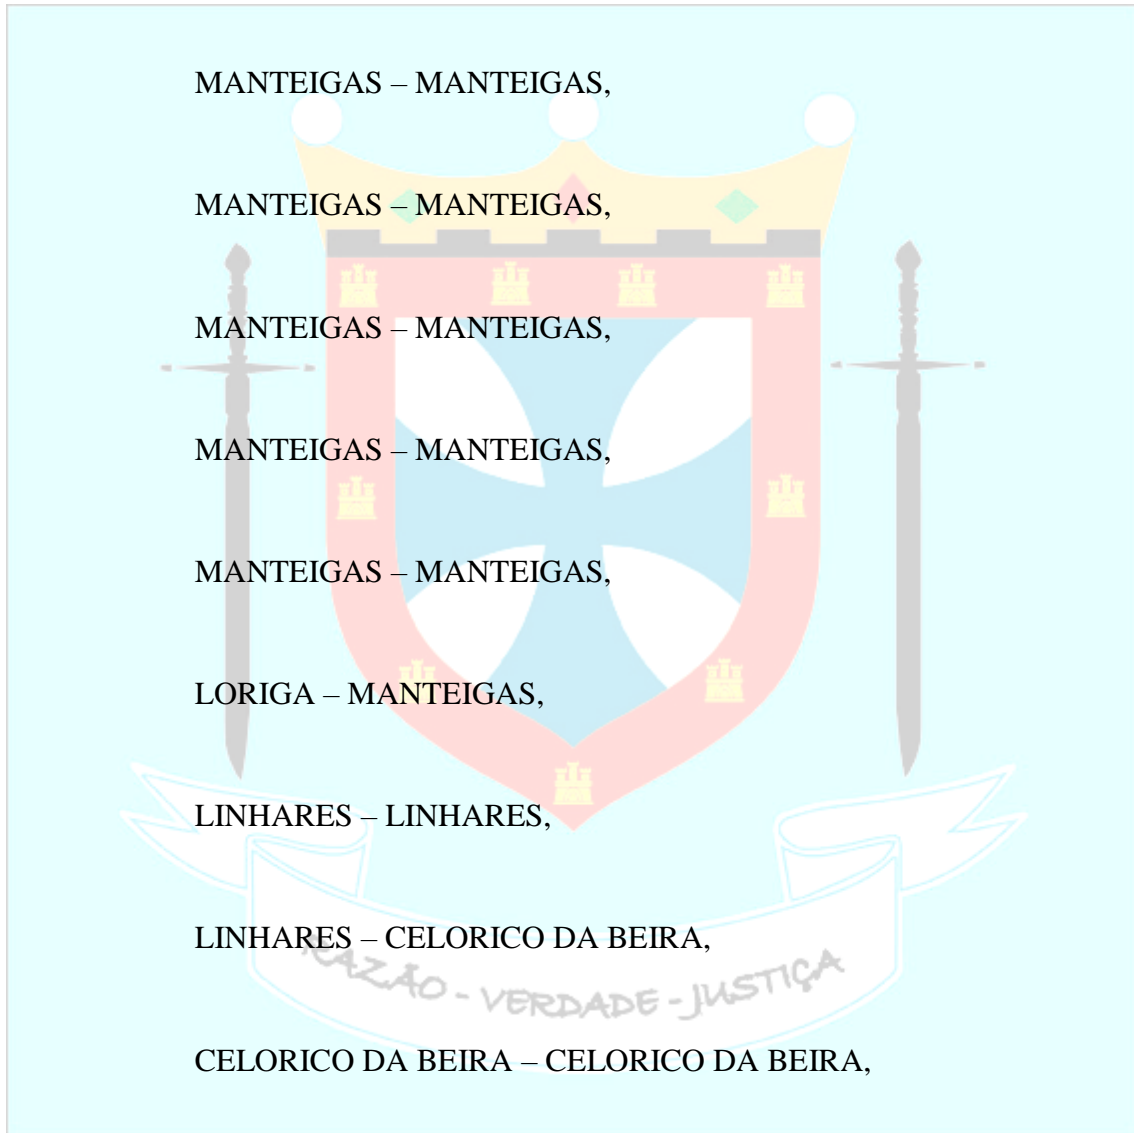 MANTEIGAS – MANTEIGAS,
MANTEIGAS – MANTEIGAS,
MANTEIGAS – MANTEIGAS,
MANTEIGAS – MANTEIGAS,
MANTEIGAS – MANTEIGAS,
LORIGA – MANTEIGAS,
LINHARES – LINHARES,
LINHARES – CELORICO DA BEIRA,
RAZÃO - VERDADE - JUSTIÇA
CELORICO DA BEIRA – CELORICO DA BEIRA,